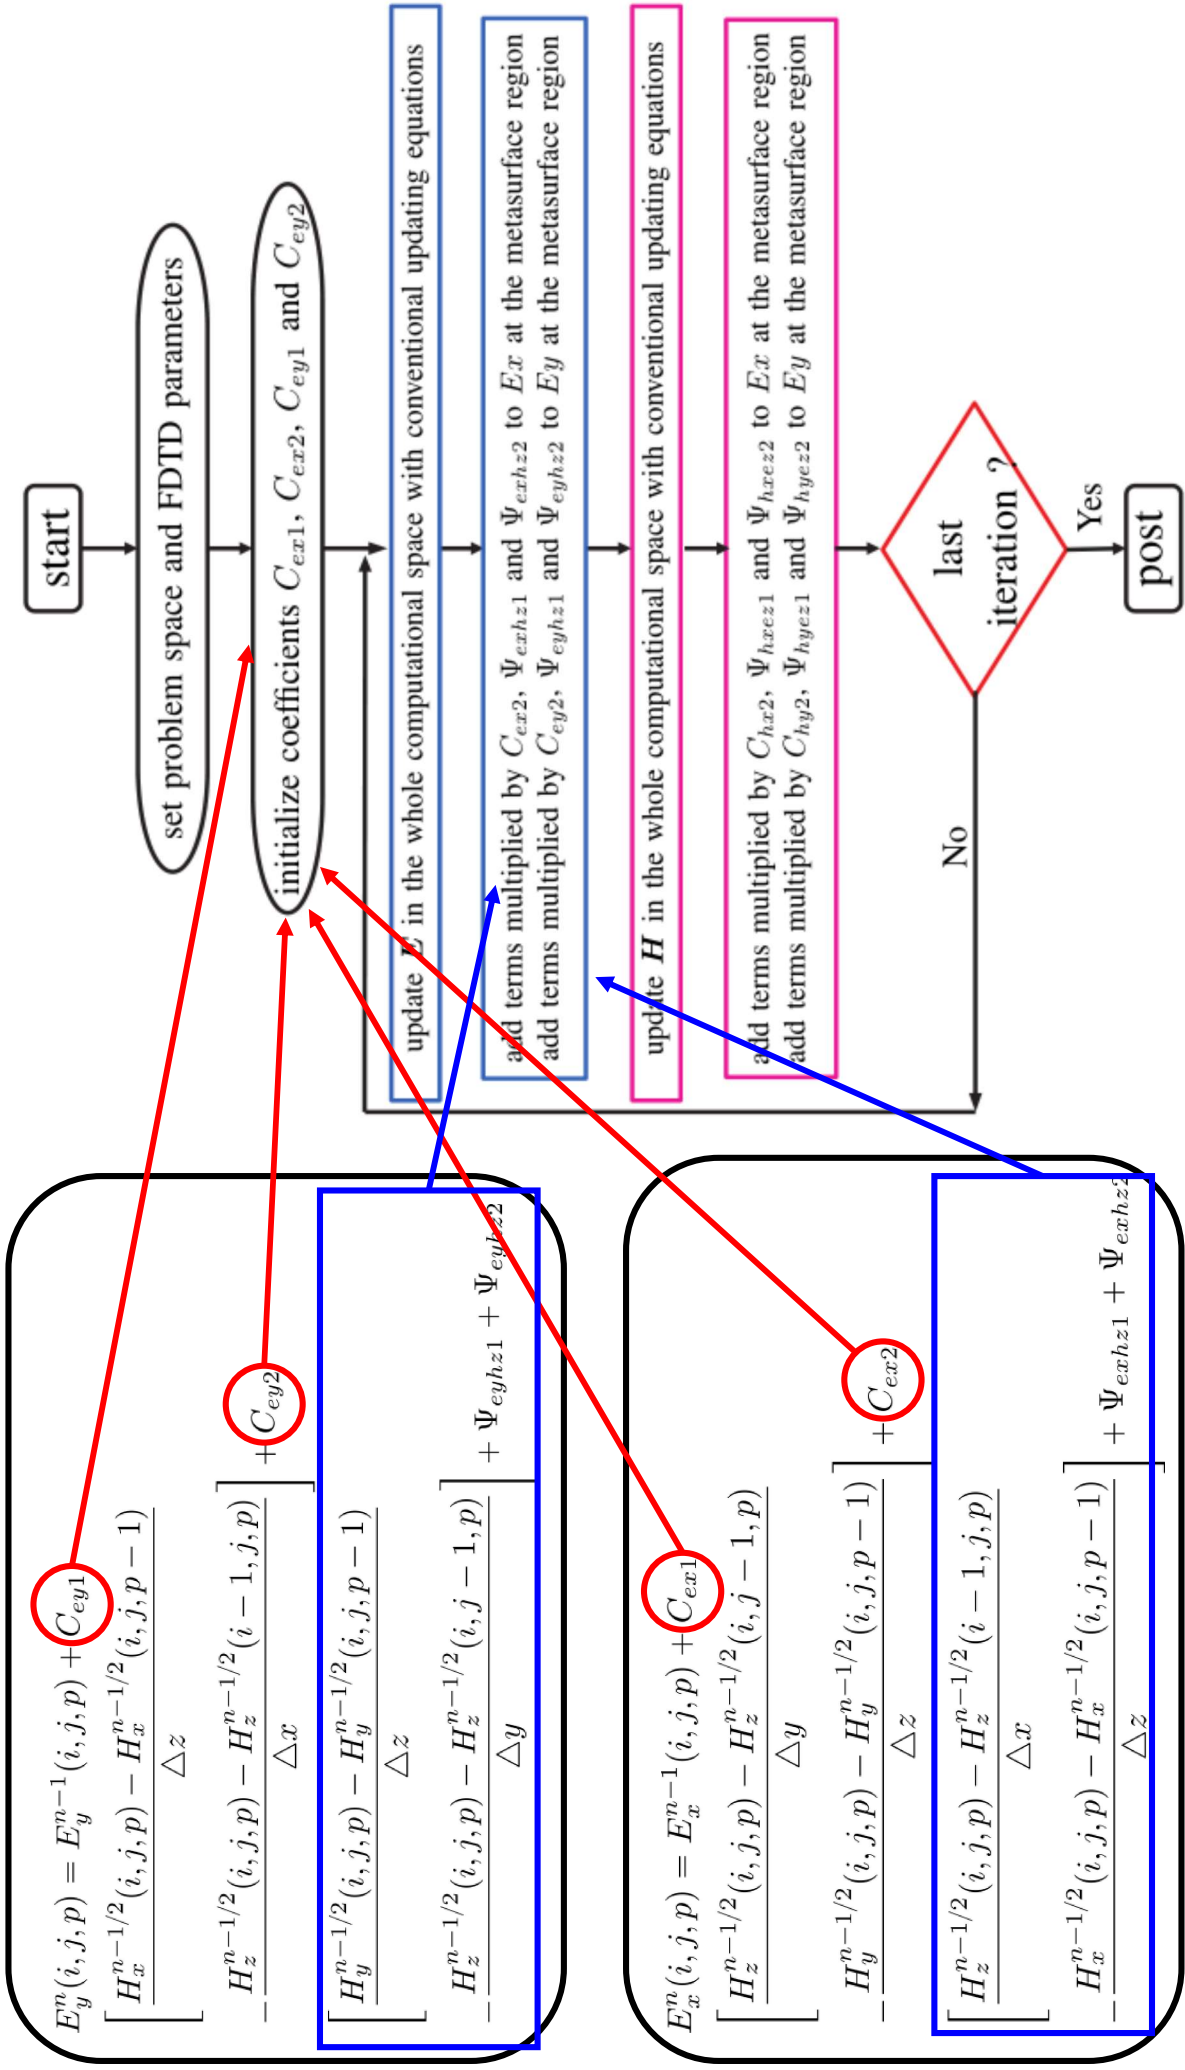 E_y^n(i, j, p) = E_y^{n-1}(i, j, p) + C_{ey1}
[ \frac{H_x^{n-1/2}(i, j, p) - H_x^{n-1/2}(i, j, p-1)}{△z}
- \frac{H_z^{n-1/2}(i, j, p) - H_z^{n-1/2}(i-1, j, p)}{△x} ] + C_{ey2}
[ \frac{H_y^{n-1/2}(i, j, p) - H_y^{n-1/2}(i, j, p-1)}{△z}
- \frac{H_z^{n-1/2}(i, j, p) - H_z^{n-1/2}(i, j-1, p)}{△y} ] + Ψ_{eyhz1} + Ψ_{eyhz2}
E_x^n(i, j, p) = E_x^{n-1}(i, j, p) + C_{ex1}
[ \frac{H_z^{n-1/2}(i, j, p) - H_z^{n-1/2}(i, j-1, p)}{△y}
- \frac{H_y^{n-1/2}(i, j, p) - H_y^{n-1/2}(i, j, p-1)}{△z} ] + C_{ex2}
[ \frac{H_z^{n-1/2}(i, j, p) - H_z^{n-1/2}(i-1, j, p)}{△x}
- \frac{H_x^{n-1/2}(i, j, p) - H_x^{n-1/2}(i, j, p-1)}{△z} ] + Ψ_{exhz1} + Ψ_{exhz2}
start
set problem space and FDTD parameters
initialize coefficients C_{ex1}, C_{ex2}, C_{ey1} and C_{ey2}
update E in the whole computational space with conventional updating equations
add terms multiplied by C_{ex2}, Ψ_{exhz1} and Ψ_{exhz2} to Ex at the metasurface region
add terms multiplied by C_{ey2}, Ψ_{eyhz1} and Ψ_{eyhz2} to Ey at the metasurface region
update H in the whole computational space with conventional updating equations
add terms multiplied by C_{hx2}, Ψ_{hxez1} and Ψ_{hxez2} to Ex at the metasurface region
add terms multiplied by C_{hy2}, Ψ_{hyez1} and Ψ_{hyez2} to Ey at the metasurface region
last
iteration ?
No
Yes
post